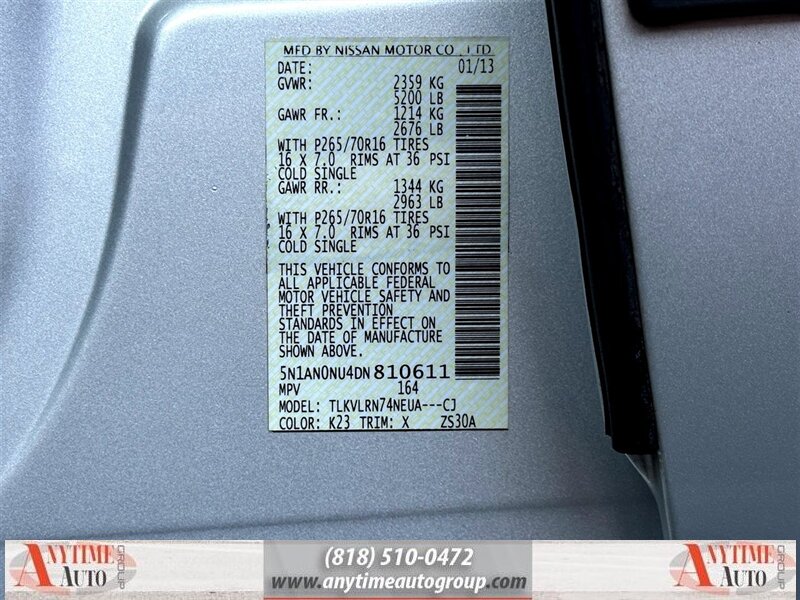 MFD BY NISSAN MOTOR CO., LTD.
DATE: 01/13
GVWR: 2359 KG
5200 LB
GAWR FR.: 1214 KG
2676 LB
WITH P265/70R16 TIRES
16 X 7.0 RIMS AT 36 PSI
COLD SINGLE
GAWR RR.: 1344 KG
2963 LB
WITH P265/70R16 TIRES
16 X 7.0 RIMS AT 36 PSI
COLD SINGLE
THIS VEHICLE CONFORMS TO
ALL APPLICABLE FEDERAL
MOTOR VEHICLE SAFETY AND
THEFT PREVENTION
STANDARDS IN EFFECT ON
THE DATE OF MANUFACTURE
SHOWN ABOVE.
5N1AN0NU4DN810611
MPV 164
MODEL: TLKVLRN74NEUA---CJ
COLOR: K23 TRIM: X ZS30A
ANYTIME AUTO GROUP
(818) 510-0472
www.anytimeautogroup.com
ANYTIME AUTO GROUP